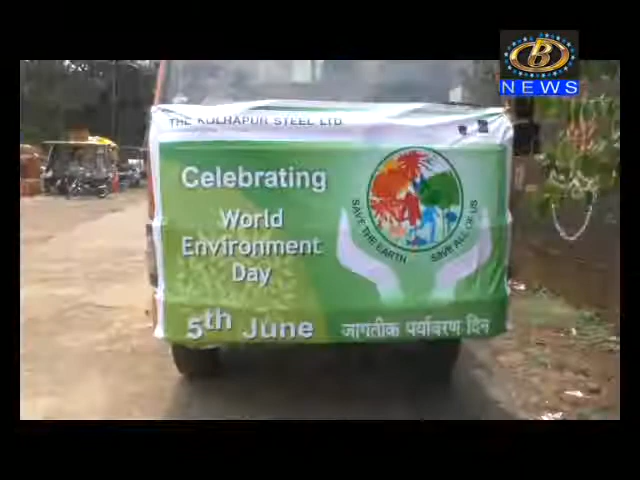 B
NEWS
THE KOLHAPUR STEEL LTD
Celebrating
World
Environment
Day
5th June
SAVE THE EARTH
SAVE ALL OF US
जागतीक पर्यावरण दिन